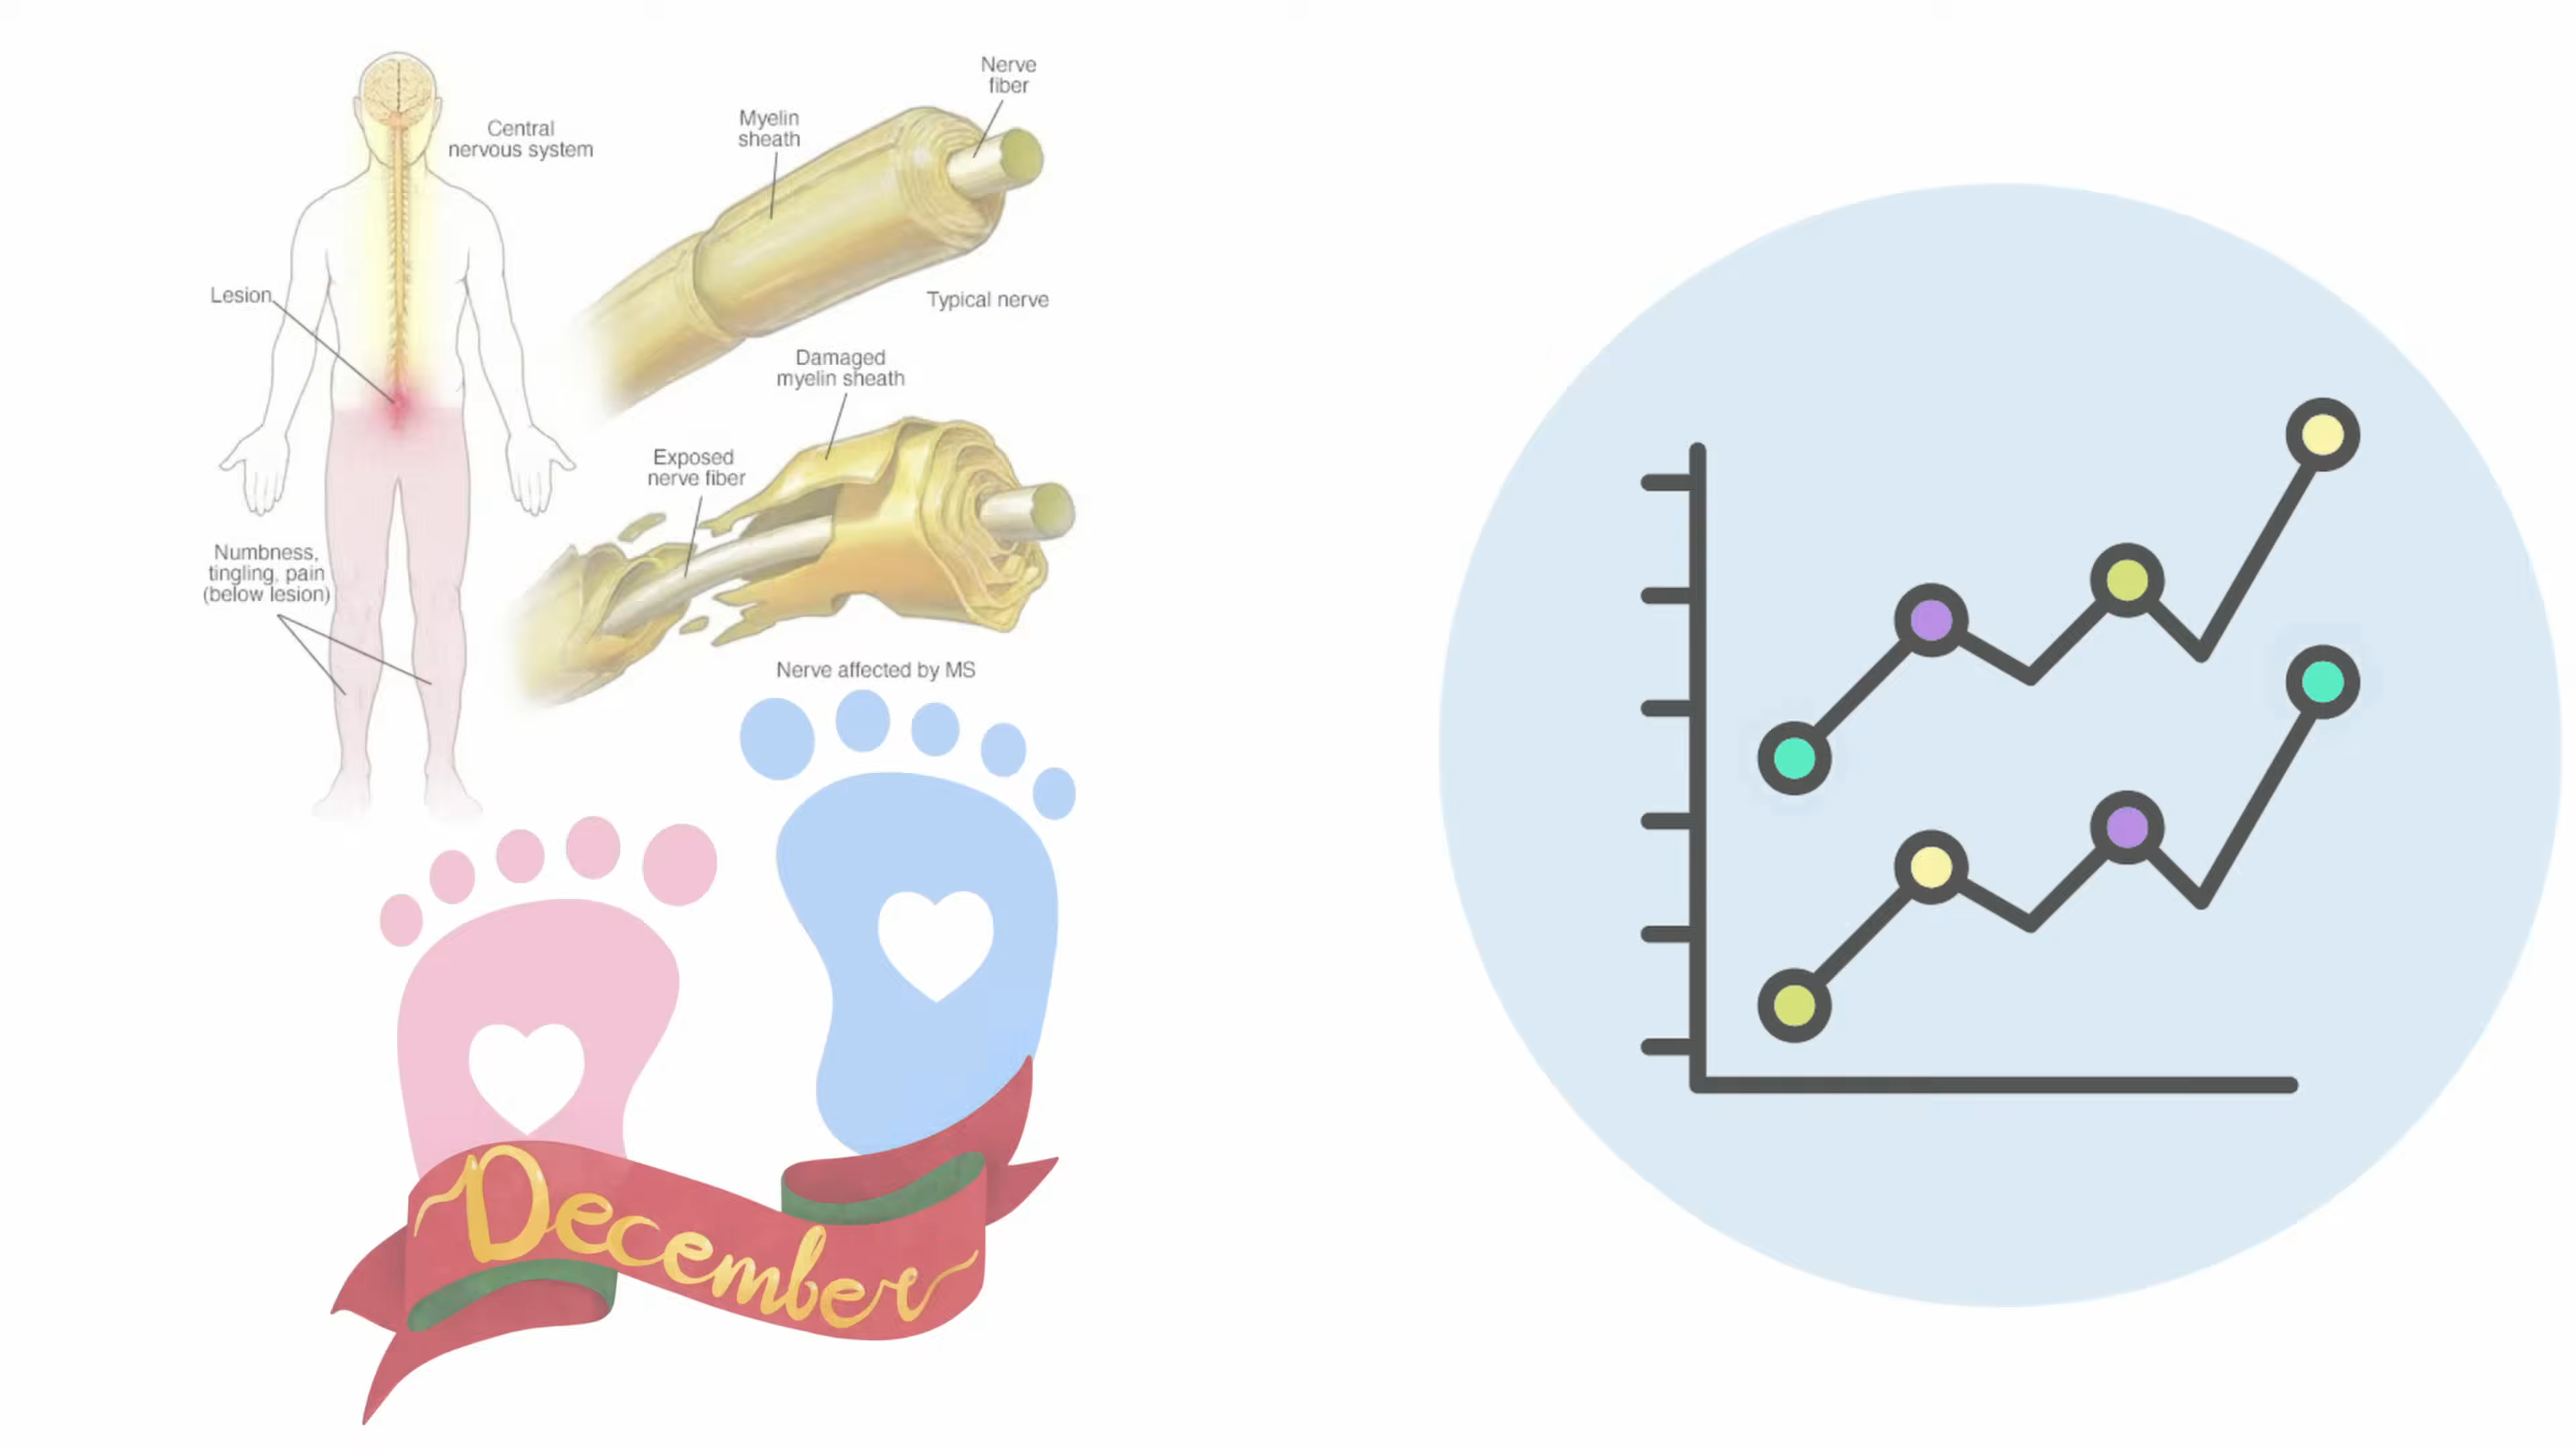 Nerve
fiber
Myelin
sheath
Central
nervous system
Lesion
Typical nerve
Damaged
myelin sheath
Exposed
nerve fiber
Numbness,
tingling, pain
(below lesion)
Nerve affected by MS
December